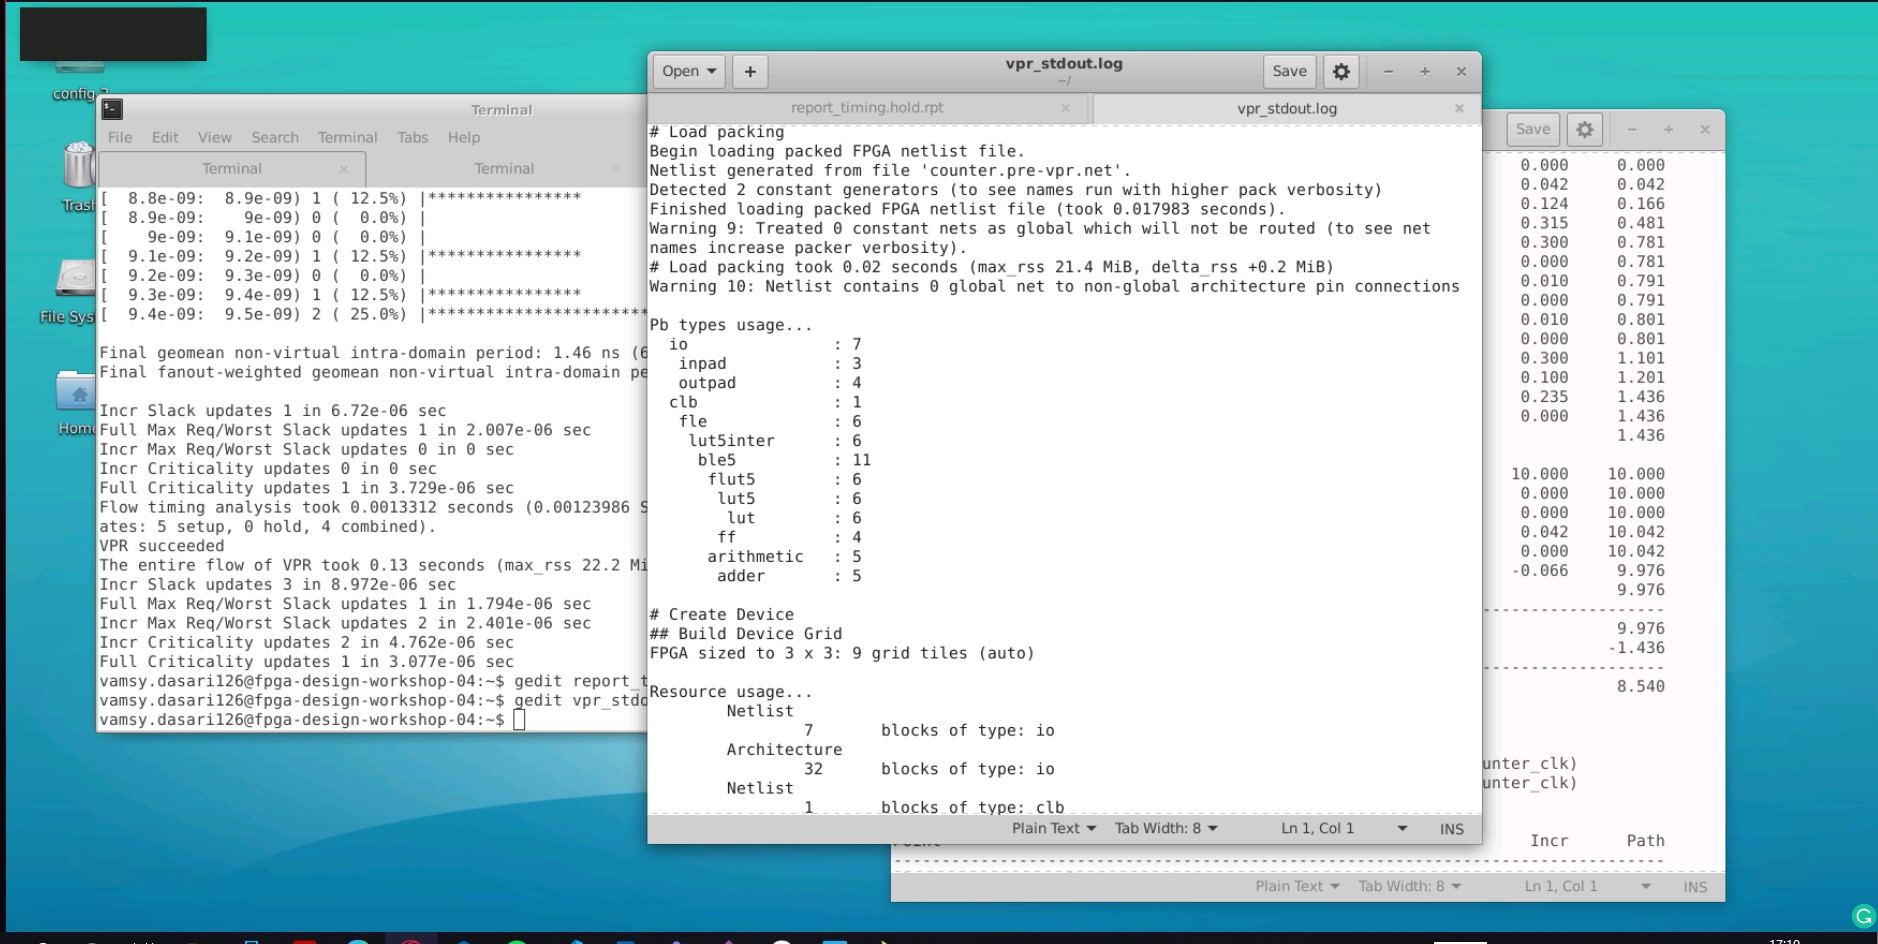 config.2
Trash
File Sys
Home
Terminal
File Edit View Search Terminal Tabs Help
Terminal × Terminal ×
[  8.8e-09:  8.9e-09) 1 ( 12.5%) |****************
[  8.9e-09:    9e-09) 0 (  0.0%) |
[    9e-09:  9.1e-09) 0 (  0.0%) |
[  9.1e-09:  9.2e-09) 1 ( 12.5%) |****************
[  9.2e-09:  9.3e-09) 0 (  0.0%) |
[  9.3e-09:  9.4e-09) 1 ( 12.5%) |****************
[  9.4e-09:  9.5e-09) 2 ( 25.0%) |***********************
Final geomean non-virtual intra-domain period: 1.46 ns (6
Final fanout-weighted geomean non-virtual intra-domain pe
Incr Slack updates 1 in 6.72e-06 sec
Full Max Req/Worst Slack updates 1 in 2.007e-06 sec
Incr Max Req/Worst Slack updates 0 in 0 sec
Incr Criticality updates 0 in 0 sec
Full Criticality updates 1 in 3.729e-06 sec
Flow timing analysis took 0.0013312 seconds (0.00123986 S
ates: 5 setup, 0 hold, 4 combined).
VPR succeeded
The entire flow of VPR took 0.13 seconds (max_rss 22.2 Mi
Incr Slack updates 3 in 8.972e-06 sec
Full Max Req/Worst Slack updates 1 in 1.794e-06 sec
Incr Max Req/Worst Slack updates 2 in 2.401e-06 sec
Incr Criticality updates 2 in 4.762e-06 sec
Full Criticality updates 1 in 3.077e-06 sec
vamsy.dasari126@fpga-design-workshop-04:~$ gedit report_t
vamsy.dasari126@fpga-design-workshop-04:~$ gedit vpr_stdo
vamsy.dasari126@fpga-design-workshop-04:~$
Open + vpr_stdout.log Save − + ×
~/
report_timing.hold.rpt × vpr_stdout.log ×
# Load packing
Begin loading packed FPGA netlist file.
Netlist generated from file 'counter.pre-vpr.net'.
Detected 2 constant generators (to see names run with higher pack verbosity)
Finished loading packed FPGA netlist file (took 0.017983 seconds).
Warning 9: Treated 0 constant nets as global which will not be routed (to see net
names increase packer verbosity).
# Load packing took 0.02 seconds (max_rss 21.4 MiB, delta_rss +0.2 MiB)
Warning 10: Netlist contains 0 global net to non-global architecture pin connections
Pb types usage...
io : 7
inpad : 3
outpad : 4
clb : 1
fle : 6
lut5inter : 6
ble5 : 11
flut5 : 6
lut5 : 6
lut : 6
ff : 4
arithmetic : 5
adder : 5
# Create Device
## Build Device Grid
FPGA sized to 3 x 3: 9 grid tiles (auto)
Resource usage...
Netlist
7 blocks of type: io
Architecture
32 blocks of type: io
Netlist
1 blocks of type: clb
Plain Text Tab Width: 8 Ln 1, Col 1 INS
Save − + ×
0.000 0.000
0.042 0.042
0.124 0.166
0.315 0.481
0.300 0.781
0.000 0.781
0.010 0.791
0.000 0.791
0.010 0.801
0.000 0.801
0.300 1.101
0.100 1.201
0.235 1.436
0.000 1.436
1.436
10.000 10.000
0.000 10.000
0.000 10.000
0.042 10.042
0.000 10.042
-0.066 9.976
9.976
-------------------
9.976
-1.436
-------------------
8.540
unter_clk)
unter_clk)
Incr Path
--------------------------------------------------------------------------------
Plain Text Tab Width: 8 Ln 1, Col 1 INS